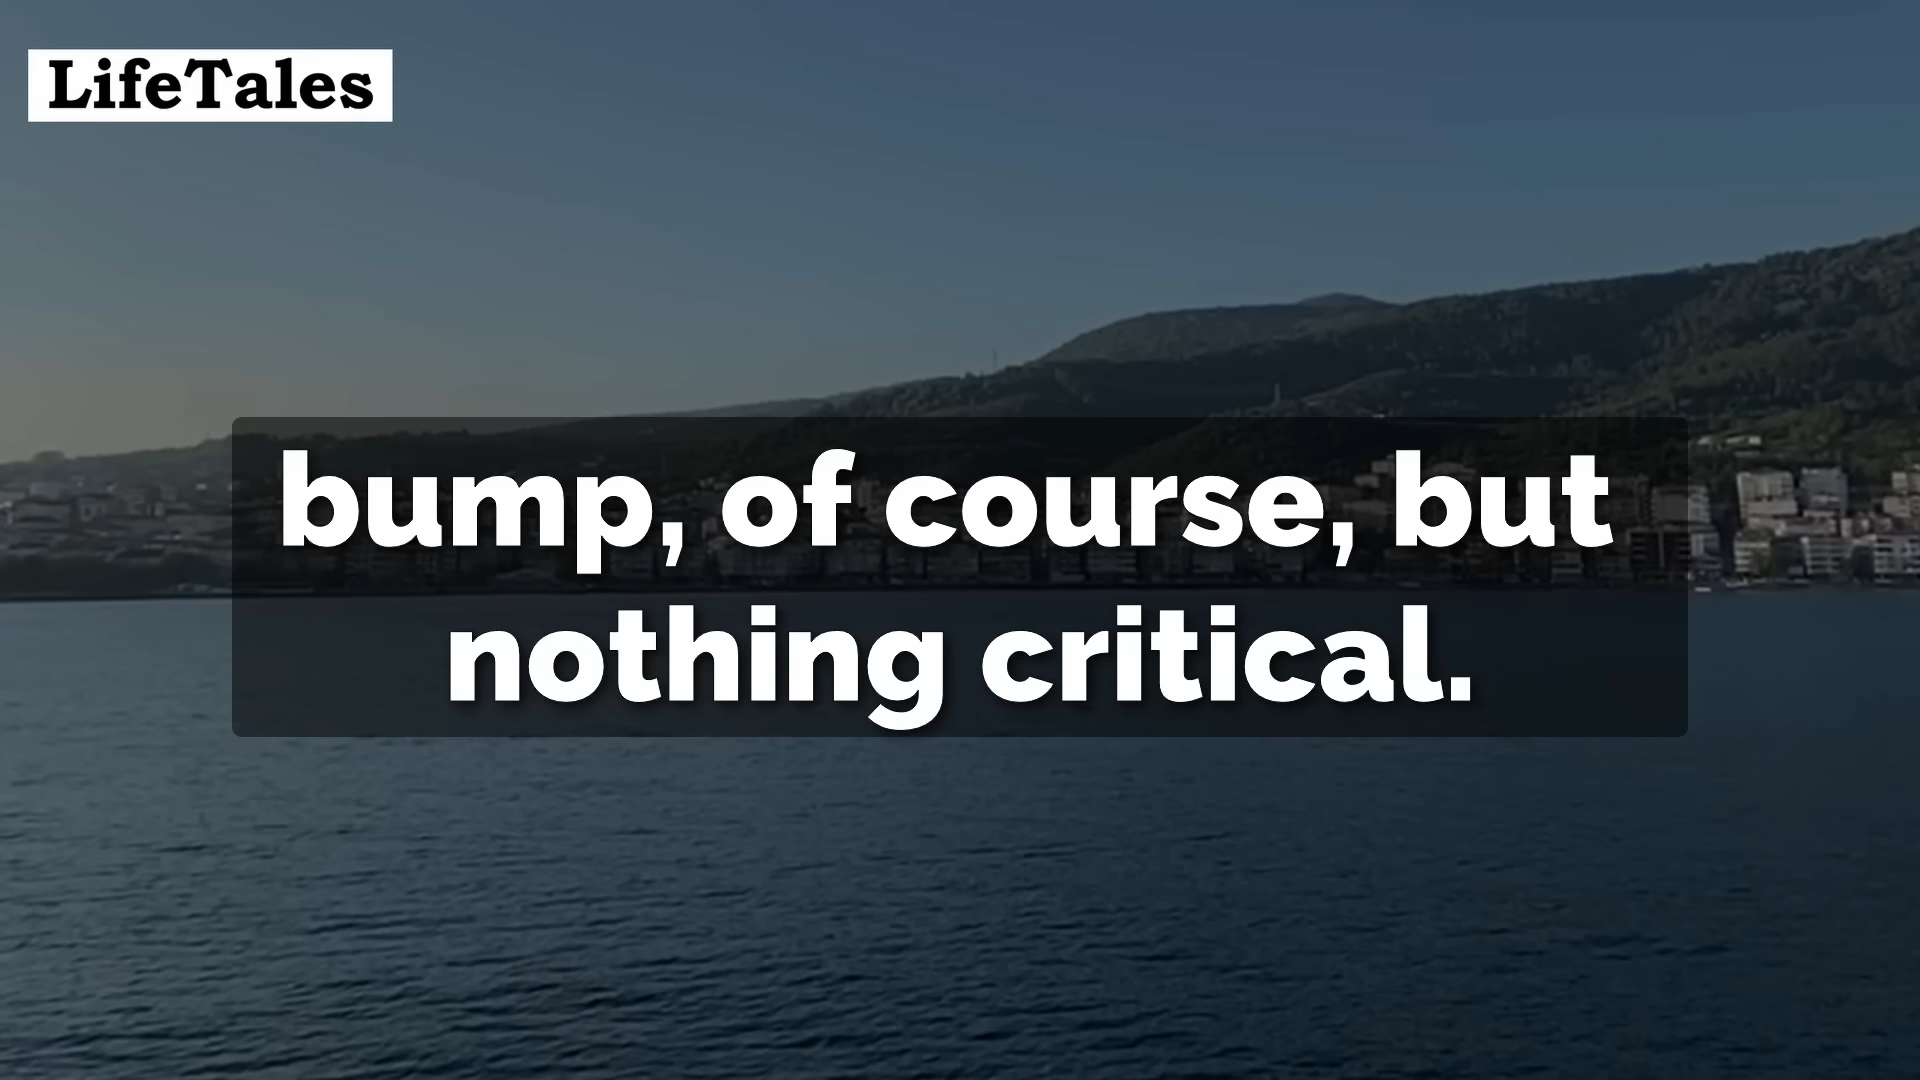 LifeTales
bump, of course, but
nothing critical.